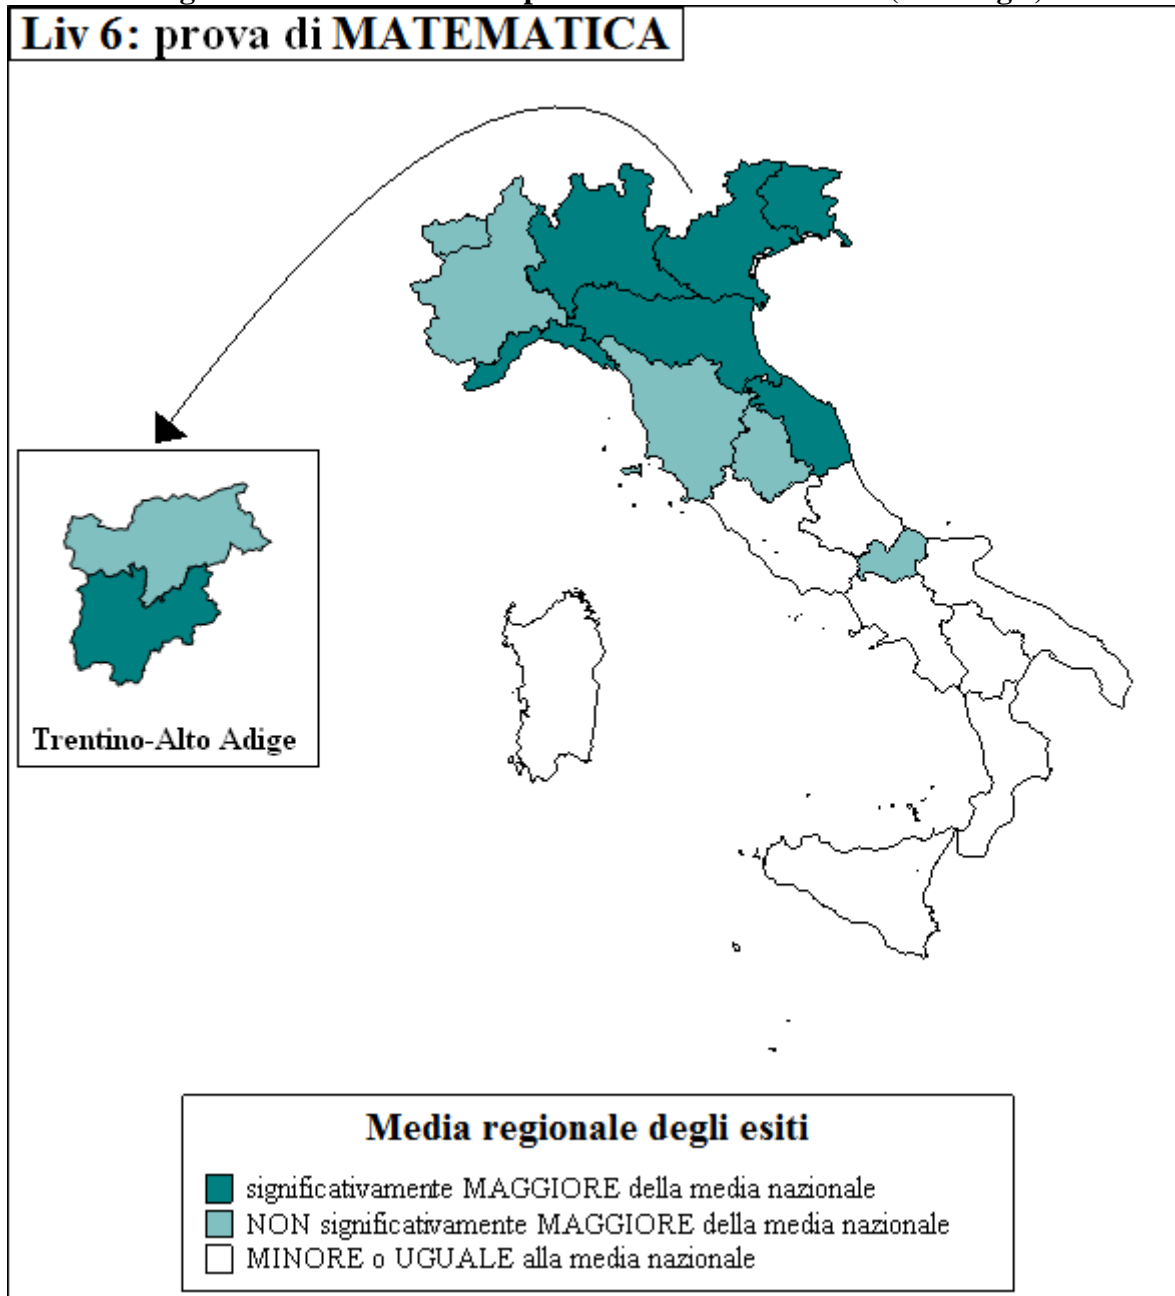 Liv 6: prova di MATEMATICA
Trentino-Alto Adige
Media regionale degli esiti
significativamente MAGGIORE della media nazionale
NON significativamente MAGGIORE della media nazionale
MINORE o UGUALE alla media nazionale